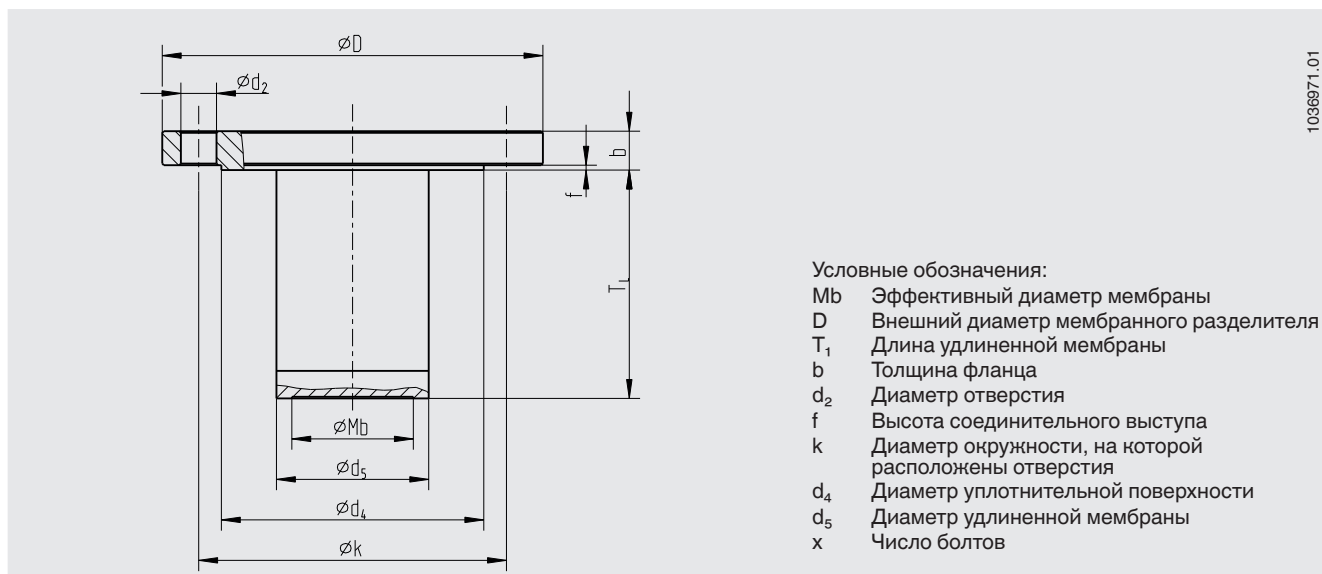 øD
ød₂
b
f
T_L
øMb
ød₅
ød₄
øk
1036971.01
Условные обозначения:
Mb Эффективный диаметр мембраны
D Внешний диаметр мембранного разделителя
T₁ Длина удлиненной мембраны
b Толщина фланца
d₂ Диаметр отверстия
f Высота соединительного выступа
k Диаметр окружности, на которой
расположены отверстия
d₄ Диаметр уплотнительной поверхности
d₅ Диаметр удлиненной мембраны
x Число болтов